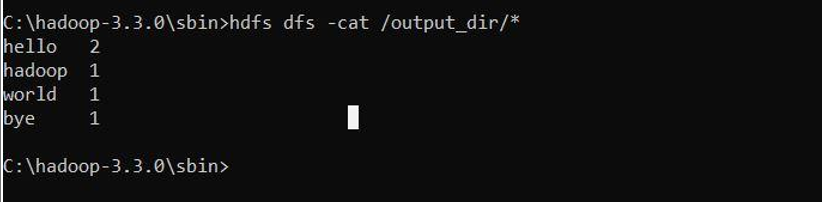 C:\hadoop-3.3.0\sbin>hdfs dfs -cat /output_dir/*
hello   2
hadoop  1
world   1
bye     1
C:\hadoop-3.3.0\sbin>